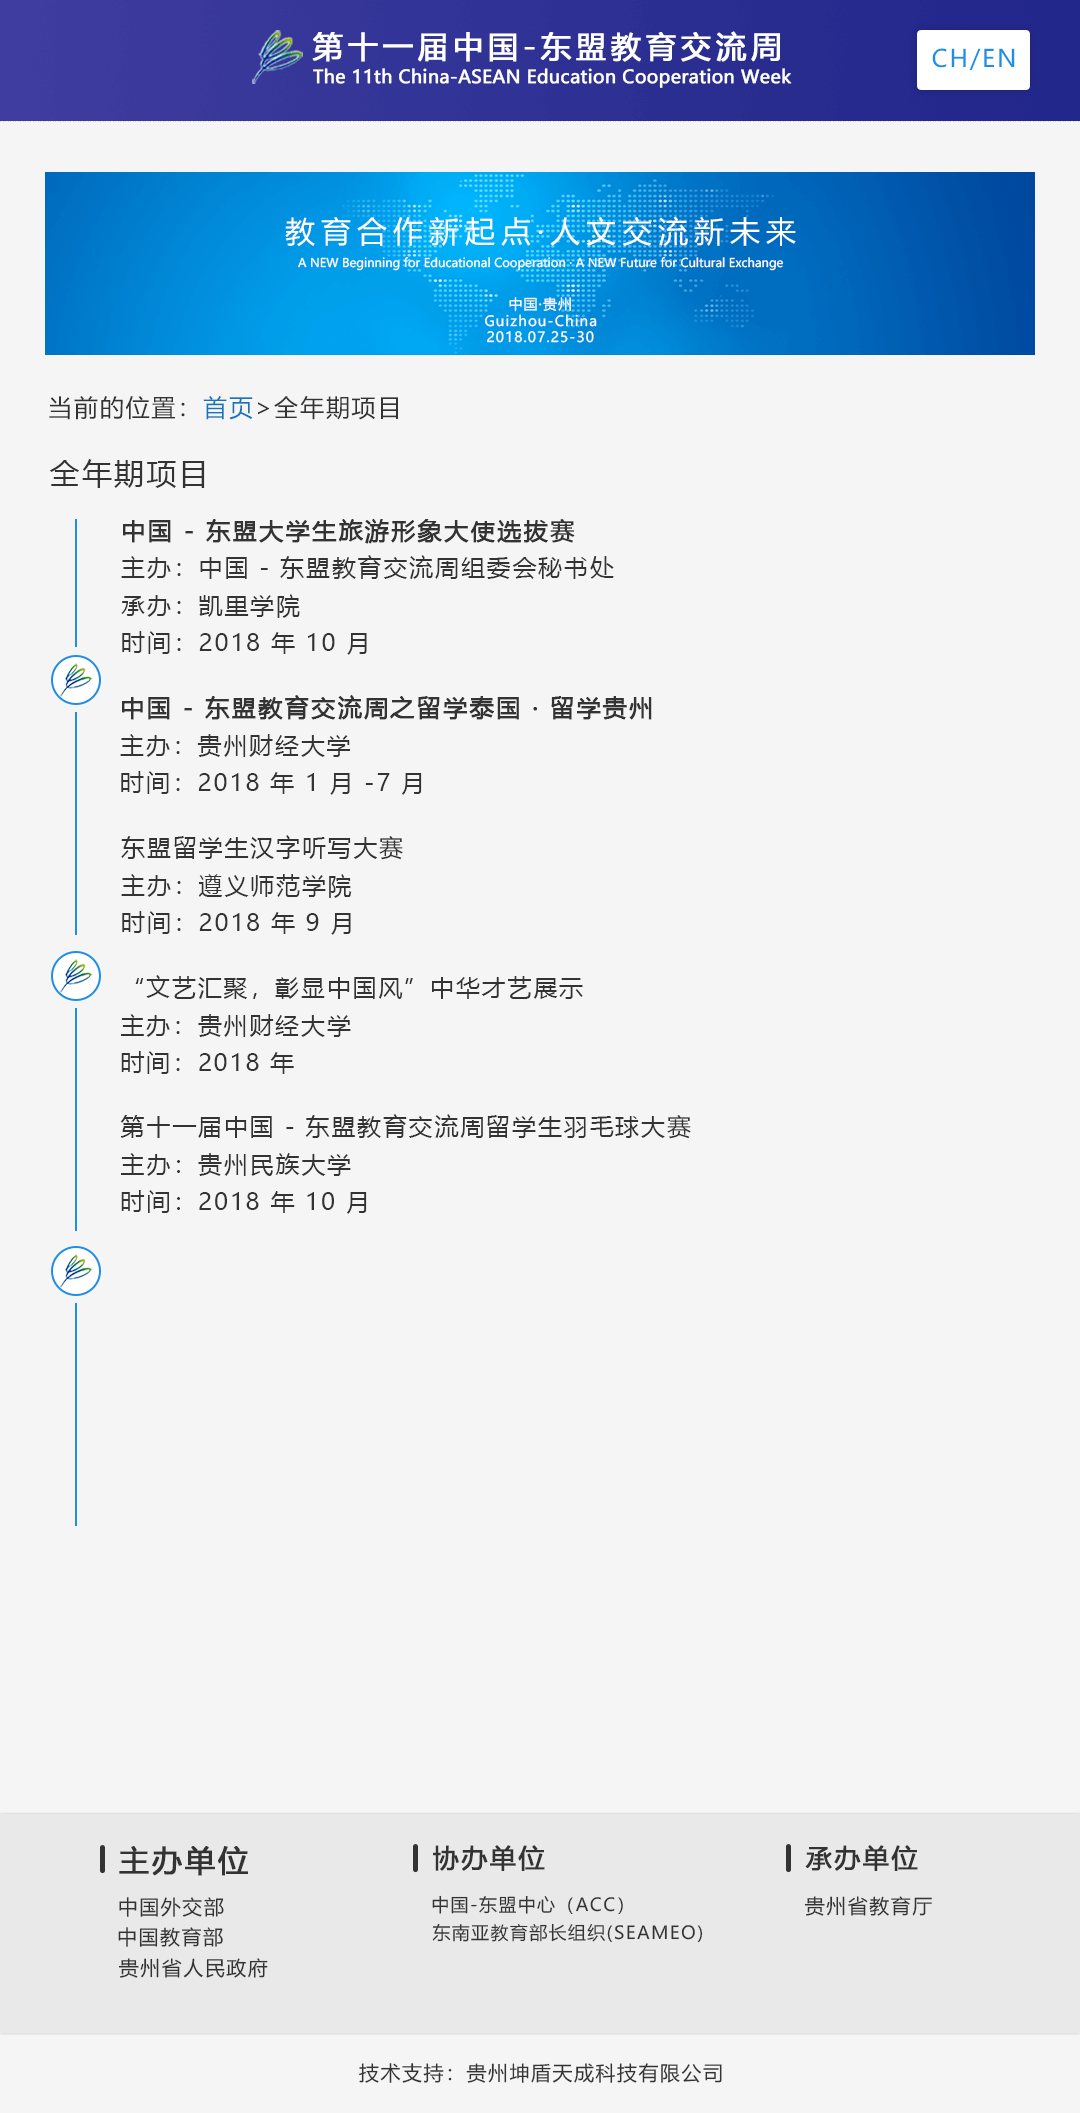 第十一届中国-东盟教育交流周
The 11th China-ASEAN Education Cooperation Week
CH/EN
教育合作新起点·人文交流新未来
A NEW Beginning for Educational Cooperation · A NEW Future for Cultural Exchange
中国·贵州
Guizhou-China
2018.07.25-30
当前的位置：首页>全年期项目
全年期项目
中国 - 东盟大学生旅游形象大使选拔赛
主办：中国 - 东盟教育交流周组委会秘书处
承办：凯里学院
时间：2018 年 10 月
中国 - 东盟教育交流周之留学泰国 · 留学贵州
主办：贵州财经大学
时间：2018 年 1 月 -7 月
东盟留学生汉字听写大赛
主办：遵义师范学院
时间：2018 年 9 月
“文艺汇聚，彰显中国风”中华才艺展示
主办：贵州财经大学
时间：2018 年
第十一届中国 - 东盟教育交流周留学生羽毛球大赛
主办：贵州民族大学
时间：2018 年 10 月
主办单位
中国外交部
中国教育部
贵州省人民政府
协办单位
中国-东盟中心（ACC）
东南亚教育部长组织(SEAMEO)
承办单位
贵州省教育厅
技术支持：贵州坤盾天成科技有限公司